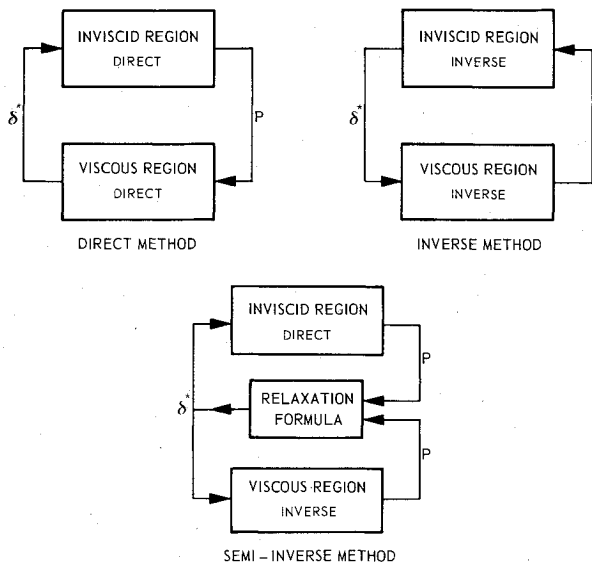 INVISCID REGION
DIRECT
δ*
P
VISCOUS REGION
DIRECT
DIRECT METHOD
INVISCID REGION
INVERSE
δ*
VISCOUS REGION
INVERSE
INVERSE METHOD
INVISCID REGION
DIRECT
P
RELAXATION
FORMULA
δ*
P
VISCOUS REGION
INVERSE
SEMI – INVERSE METHOD